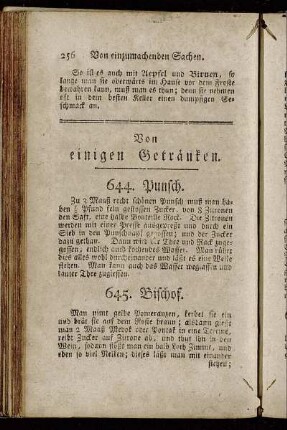 256 Von einzumachenden Sachen.
So ist es auch mit Aepfel und Birnen, so
lange man sie oberwärts im Hause vor dem Froste
bewahren kann, muß man es thun; denn sie nehmen
oft in dem besten Keller einen dumpfigen Ge-
schmack an.
Von
einigen Getränken.
644. Punsch.
Zu 2 Maaß recht schönen Punsch muß man ha-
ben ½ Pfund fein gestossen Zucker, von 8 Zitronen
den Saft, eine halbe Bouteille Rack. Die Zitronen
werden mit einer Presse ausgepreßt und durch ein
Sieb in den Punschnapf gegossen; und der Zucker
dazu gethan. Dann wird der Thee und Rack zuge-
gossen; endlich auch kochendes Wasser. Man rührt
dies alles wohl durcheinander und läßt es eine Weile
stehen. Man kann auch das Wasser weglassen und
lauter Thee zugiessen.
645. Bischof.
Man nimt gelbe Pomeranzen, kerbet sie ein
und brät sie auf dem Roste braun; alsdann gießt
man 2 Maaß Medok oder Pontak in eine Terrine,
reibt Zucker auf Zitrone ab, und thut ihn in den
Wein, sodann stößt man ein halb Loth Zimmt, und
eben so viel Nelken; dieses läßt man mit einander
stehen;